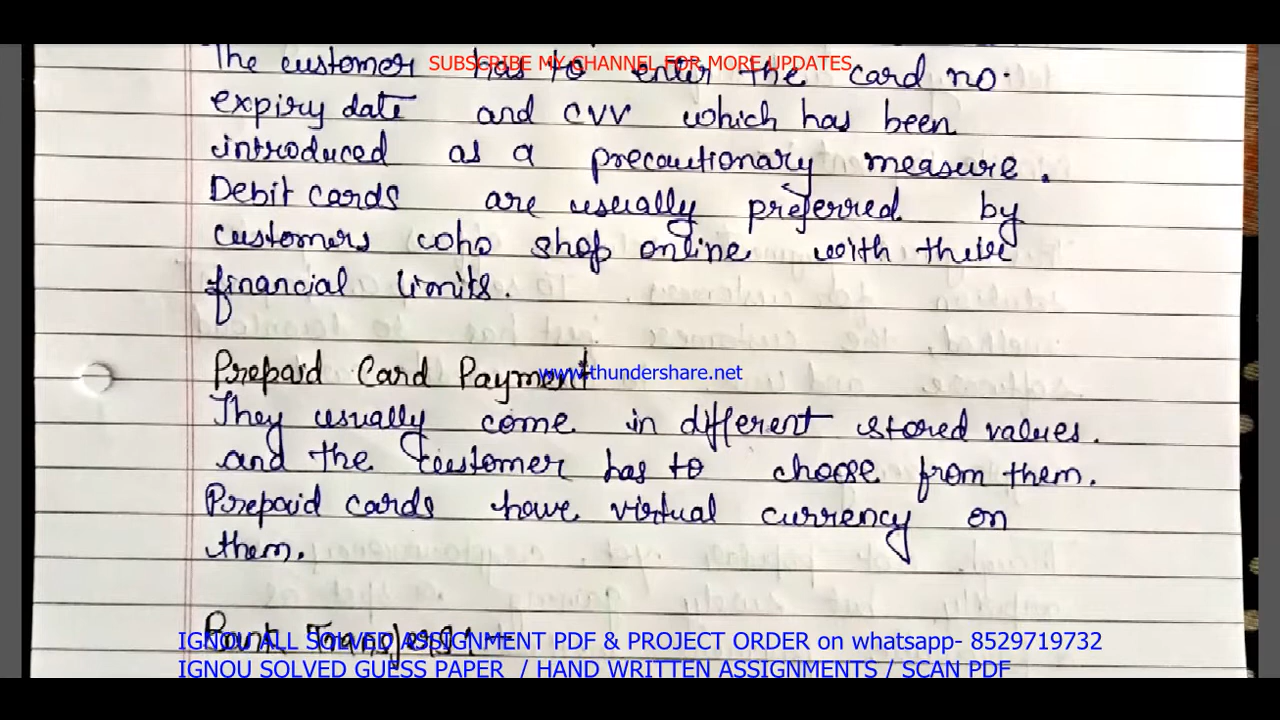 The customer has to enter the card no.
SUBSCRIBE MY CHANNEL FOR MORE UPDATES
expiry date and CVV which has been
introduced as a precautionary measure.
Debit cards are usually preferred by
customers who shop online with their
financial limits.
Prepaid Card Payment
www.thundershare.net
They usually come in different stored values.
and the customer has to choose from them.
Prepaid cards have virtual currency on
them.
Bank Transfers:-
IGNOU ALL SOLVED ASSIGNMENT PDF & PROJECT ORDER on whatsapp- 8529719732
IGNOU SOLVED GUESS PAPER / HAND WRITTEN ASSIGNMENTS / SCAN PDF